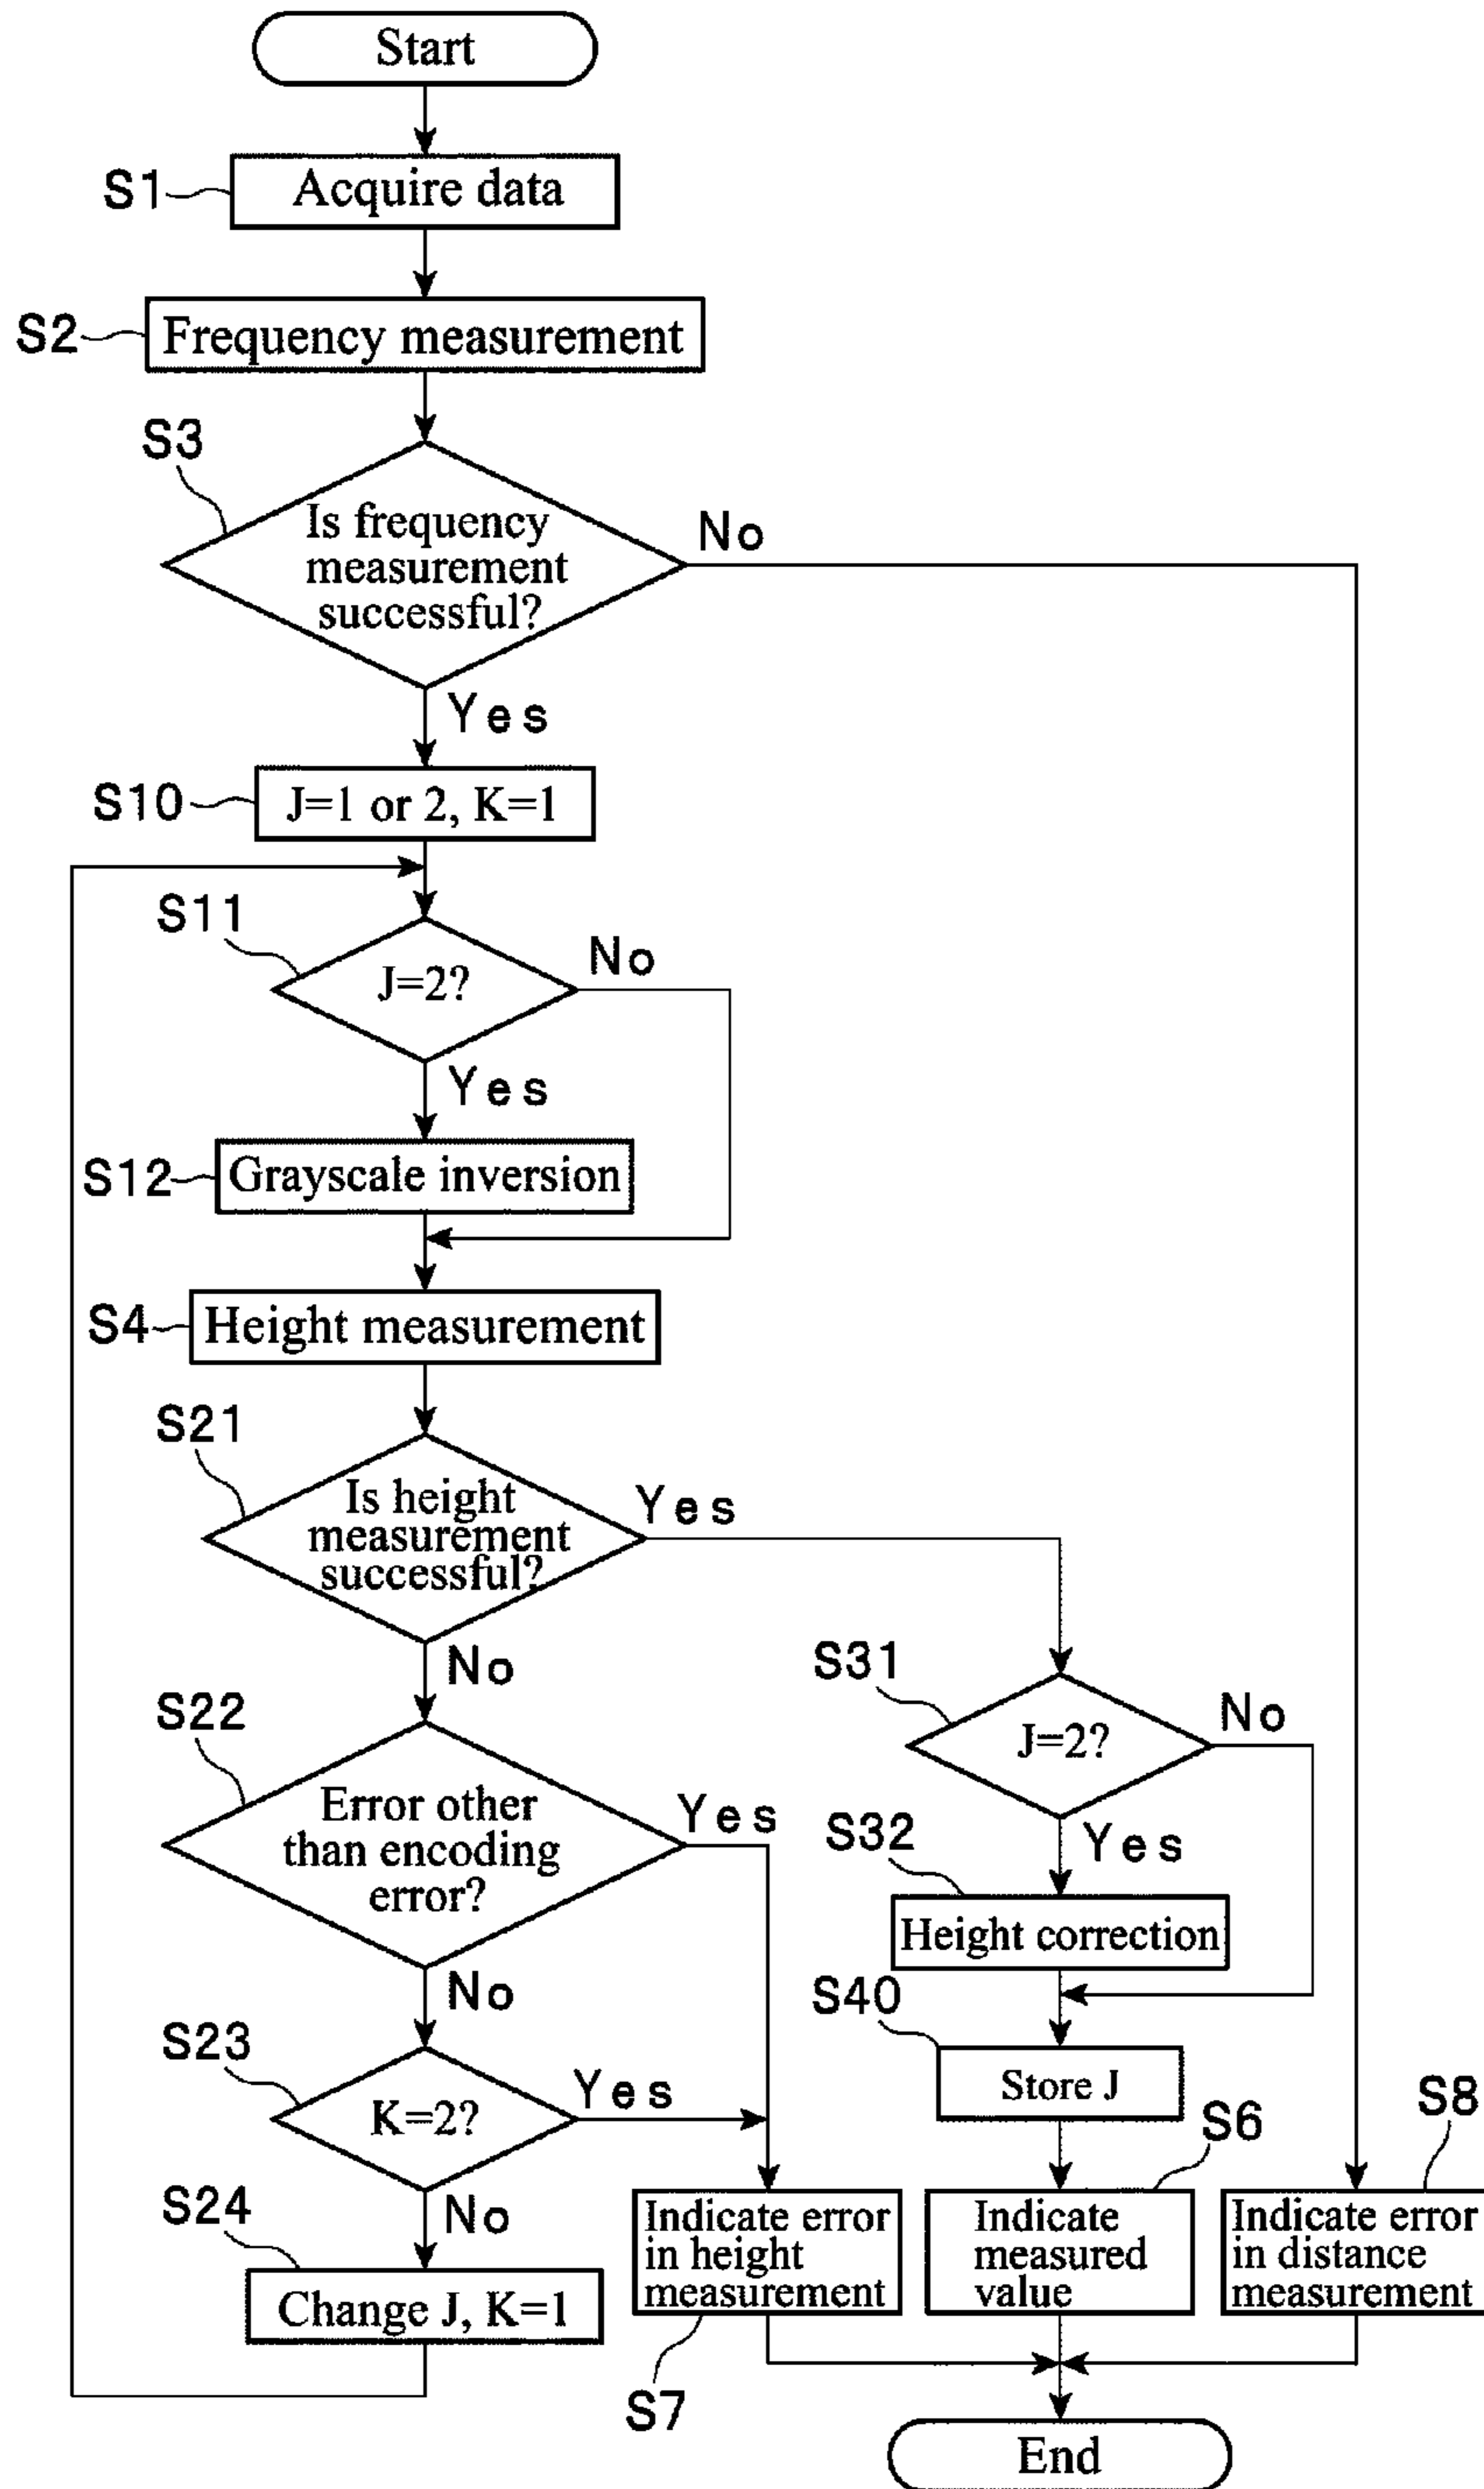 Start
S1
Acquire data
S2
Frequency measurement
S3
Is frequency
measurement
successful?
No
Yes
S10
J=1 or 2, K=1
S11
J=2?
No
Yes
S12
Grayscale inversion
S4
Height measurement
S21
Is height
measurement
successful?
Yes
No
S31
J=2?
No
S22
Error other
than encoding
error?
Yes
Yes
S32
Height correction
No
S40
Store J
S23
K=2?
Yes
S6
S8
No
S24
Change J, K=1
Indicate error
in height
measurement
Indicate
measured
value
Indicate error
in distance
measurement
S7
End